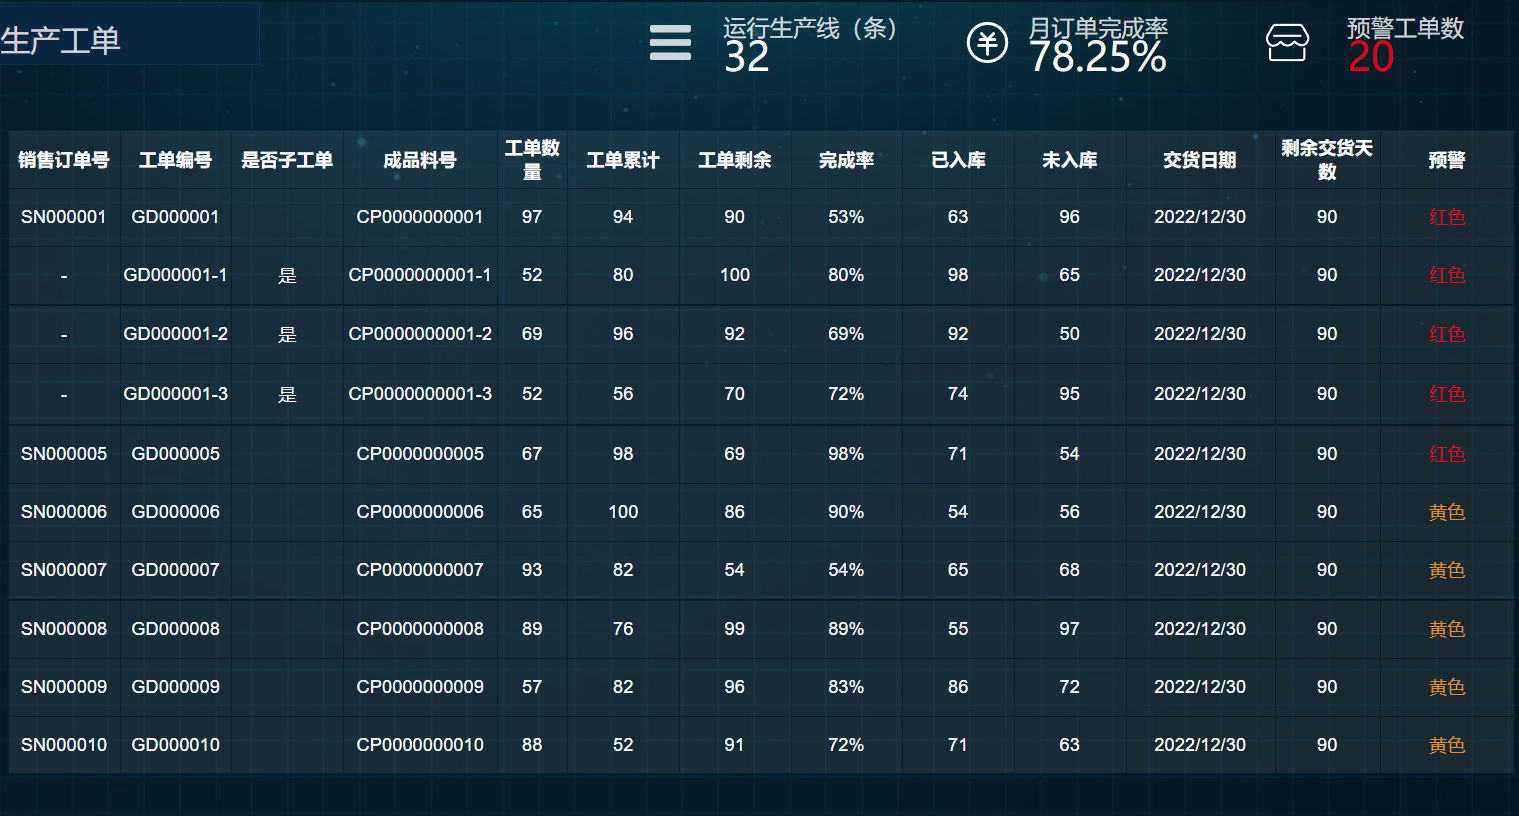 生产工单
运行生产线（条）
32
月订单完成率
78.25%
预警工单数
20
销售订单号 工单编号 是否子工单 成品料号 工单数量 工单累计 工单剩余 完成率 已入库 未入库 交货日期 剩余交货天数 预警
SN000001 GD000001 CP0000000001 97 94 90 53% 63 96 2022/12/30 90 红色
- GD000001-1 是 CP0000000001-1 52 80 100 80% 98 65 2022/12/30 90 红色
- GD000001-2 是 CP0000000001-2 69 96 92 69% 92 50 2022/12/30 90 红色
- GD000001-3 是 CP0000000001-3 52 56 70 72% 74 95 2022/12/30 90 红色
SN000005 GD000005 CP0000000005 67 98 69 98% 71 54 2022/12/30 90 红色
SN000006 GD000006 CP0000000006 65 100 86 90% 54 56 2022/12/30 90 黄色
SN000007 GD000007 CP0000000007 93 82 54 54% 65 68 2022/12/30 90 黄色
SN000008 GD000008 CP0000000008 89 76 99 89% 55 97 2022/12/30 90 黄色
SN000009 GD000009 CP0000000009 57 82 96 83% 86 72 2022/12/30 90 黄色
SN000010 GD000010 CP0000000010 88 52 91 72% 71 63 2022/12/30 90 黄色